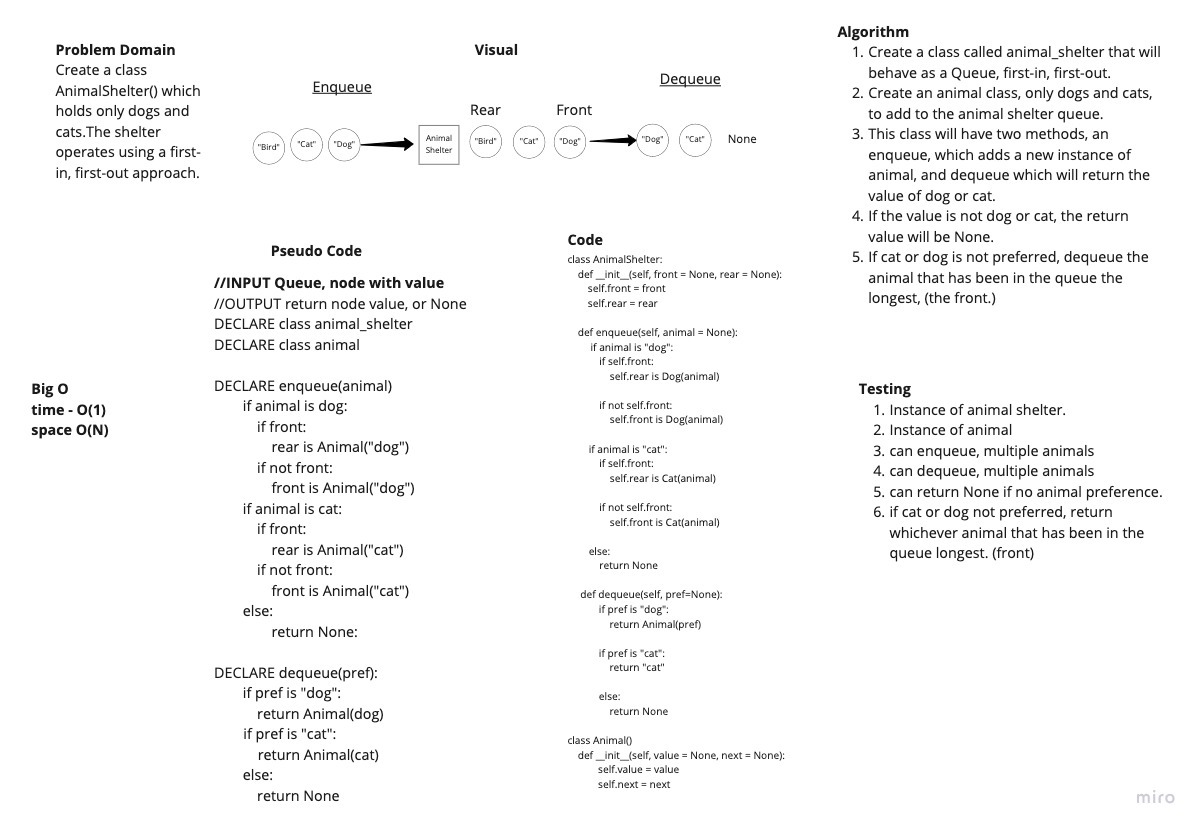 Problem Domain
Create a class
AnimalShelter() which
holds only dogs and
cats.The shelter
operates using a first-
in, first-out approach.
Visual
Enqueue
Dequeue
Rear
Front
"Bird"
"Cat"
"Dog"
Animal
Shelter
"Bird"
"Cat"
"Dog"
"Dog"
"Cat"
None
Algorithm
1. Create a class called animal_shelter that will
behave as a Queue, first-in, first-out.
2. Create an animal class, only dogs and cats,
to add to the animal shelter queue.
3. This class will have two methods, an
enqueue, which adds a new instance of
animal, and dequeue which will return the
value of dog or cat.
4. If the value is not dog or cat, the return
value will be None.
5. If cat or dog is not preferred, dequeue the
animal that has been in the queue the
longest, (the front.)
Big O
time - O(1)
space O(N)
Pseudo Code
//INPUT Queue, node with value
//OUTPUT return node value, or None
DECLARE class animal_shelter
DECLARE class animal
DECLARE enqueue(animal)
if animal is dog:
if front:
rear is Animal("dog")
if not front:
front is Animal("dog")
if animal is cat:
if front:
rear is Animal("cat")
if not front:
front is Animal("cat")
else:
return None:
DECLARE dequeue(pref):
if pref is "dog":
return Animal(dog)
if pref is "cat":
return Animal(cat)
else:
return None
Code
class AnimalShelter:
def __init__(self, front = None, rear = None):
self.front = front
self.rear = rear
def enqueue(self, animal = None):
if animal is "dog":
if self.front:
self.rear is Dog(animal)
if not self.front:
self.front is Dog(animal)
if animal is "cat":
if self.front:
self.rear is Cat(animal)
if not self.front:
self.front is Cat(animal)
else:
return None
def dequeue(self, pref=None):
if pref is "dog":
return Animal(pref)
if pref is "cat":
return "cat"
else:
return None
class Animal()
def __init__(self, value = None, next = None):
self.value = value
self.next = next
Testing
1. Instance of animal shelter.
2. Instance of animal
3. can enqueue, multiple animals
4. can dequeue, multiple animals
5. can return None if no animal preference.
6. if cat or dog not preferred, return
whichever animal that has been in the
queue longest. (front)
miro